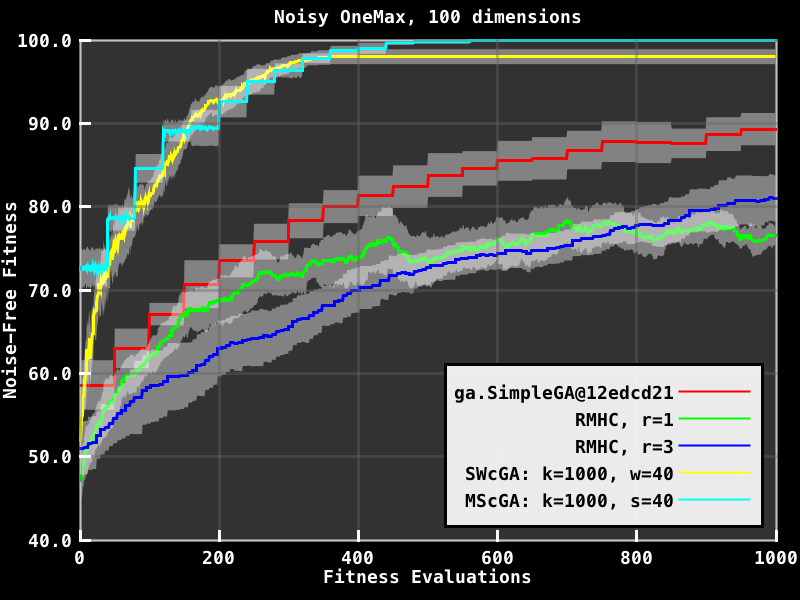 Noisy OneMax, 100 dimensions
100.0
90.0
80.0
70.0
60.0
50.0
40.0
Noise-Free Fitness
ga.SimpleGA@12edcd21
RMHC, r=1
RMHC, r=3
SWcGA: k=1000, w=40
MScGA: k=1000, s=40
0 200 400 600 800 1000
Fitness Evaluations